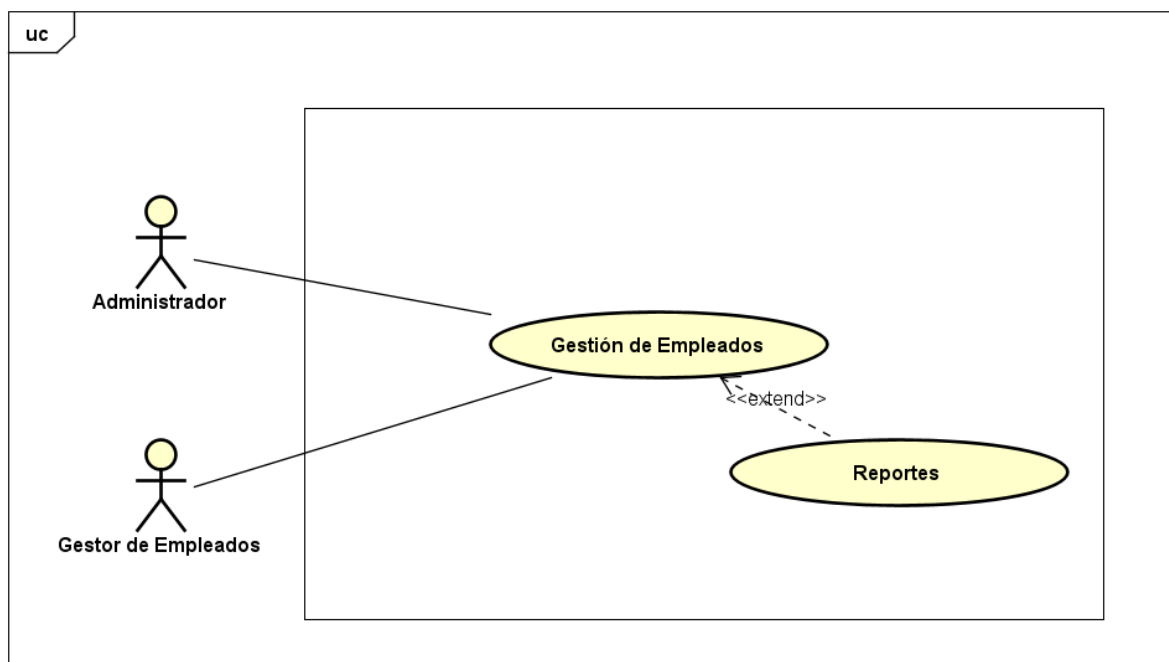 uc
Administrador
Gestión de Empleados
<<extend>>
Reportes
Gestor de Empleados